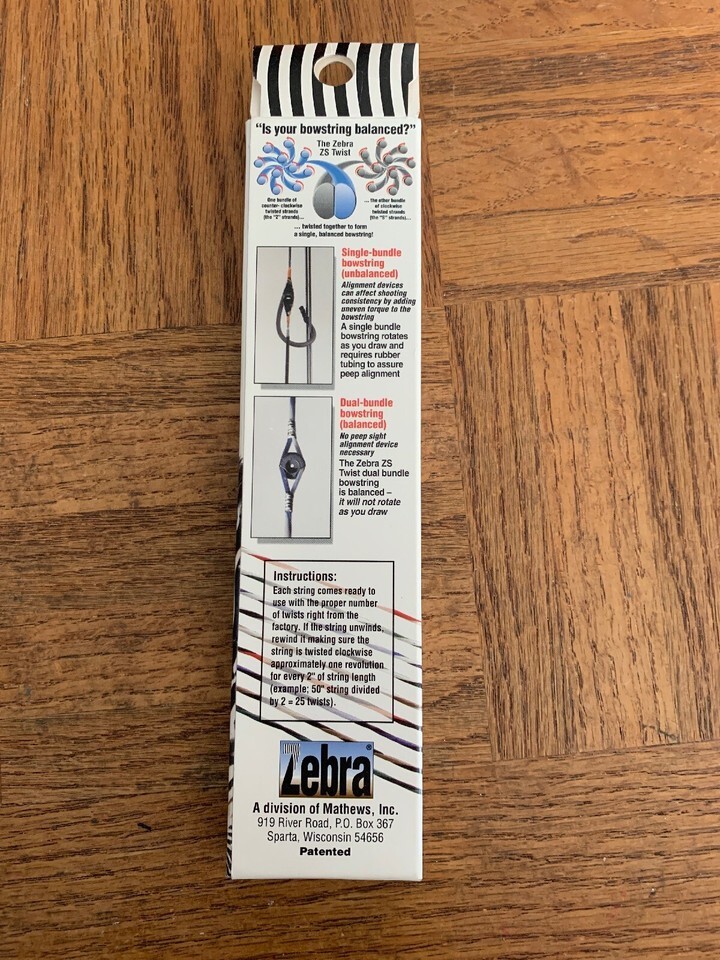 "Is your bowstring balanced?"
The Zebra
ZS Twist
One bundle of
counter- clockwise
twisted strands
(the "Z" strands)...
... the other bundle
of clockwise
twisted strands
(the "S" strands)...
... twisted together to form
a single, balanced bowstring!
Single-bundle
bowstring
(unbalanced)
Alignment devices
can affect shooting
consistency by adding
uneven torque to the
bowstring
A single bundle
bowstring rotates
as you draw and
requires rubber
tubing to assure
peep alignment
Dual-bundle
bowstring
(balanced)
No peep sight
alignment device
necessary
The Zebra ZS
Twist dual bundle
bowstring
is balanced –
it will not rotate
as you draw
Instructions:
Each string comes ready to
use with the proper number
of twists right from the
factory. If the string unwinds,
rewind it making sure the
string is twisted clockwise
approximately one revolution
for every 2" of string length
(example; 50" string divided
by 2 = 25 twists).
Zebra®
A division of Mathews, Inc.
919 River Road, P.O. Box 367
Sparta, Wisconsin 54656
Patented